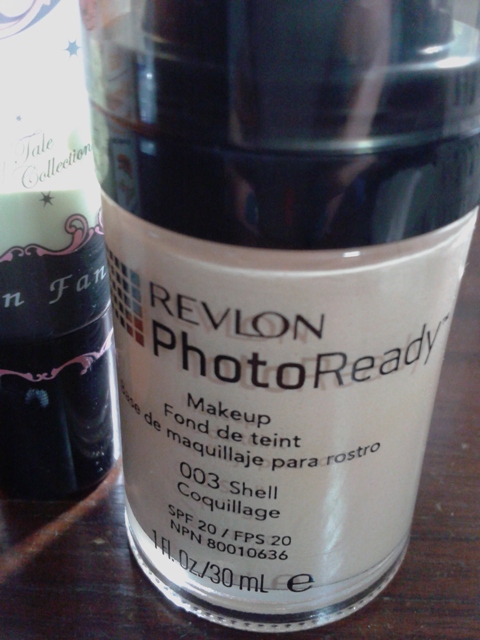 Tale
Collection
n Fan
REVLON
PhotoReady™
Makeup
Fond de teint
Base de maquillaje para rostro
003 Shell
Coquillage
SPF 20 / FPS 20
NPN 80010636
1 fl. Oz/30 mL e